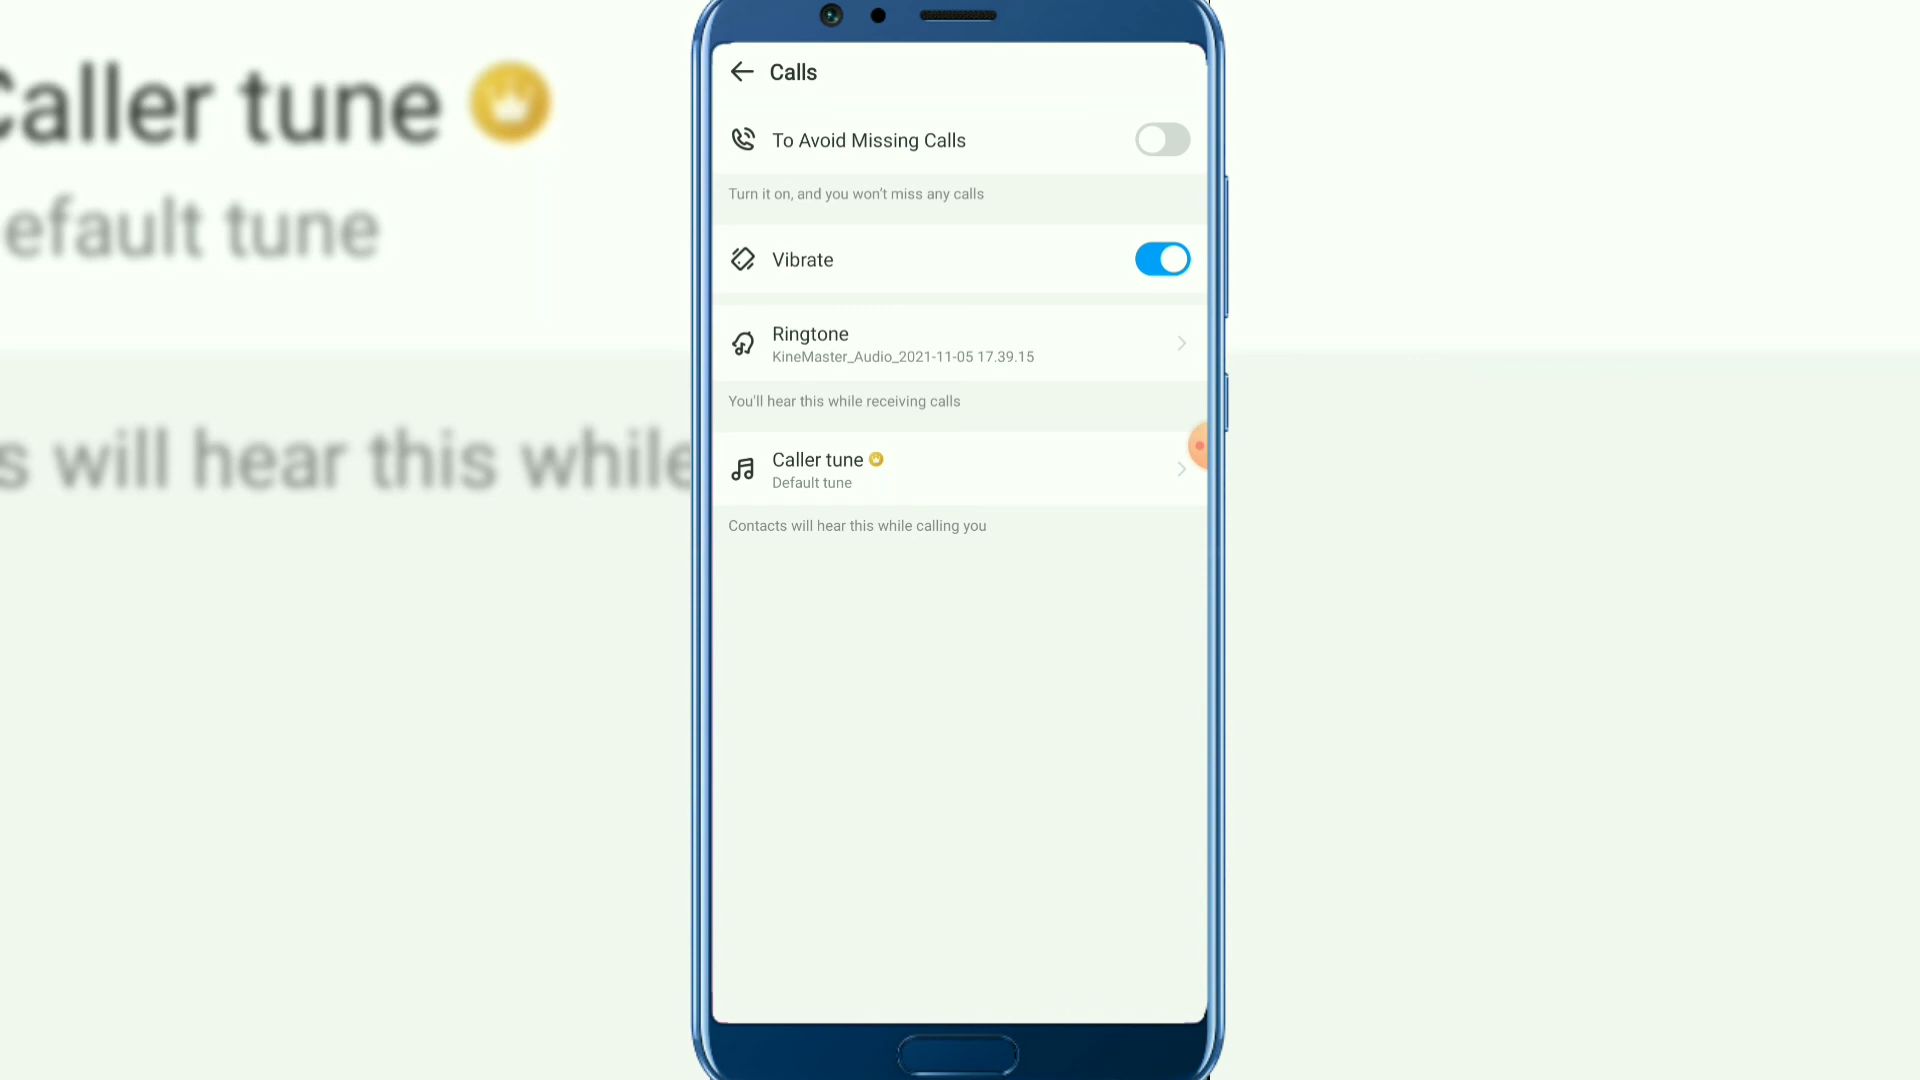 Calls
To Avoid Missing Calls
Turn it on, and you won't miss any calls
Vibrate
Ringtone
KineMaster_Audio_2021-11-05 17.39.15
You'll hear this while receiving calls
Caller tune
Default tune
Contacts will hear this while calling you
Caller tune
efault tune
s will hear this while